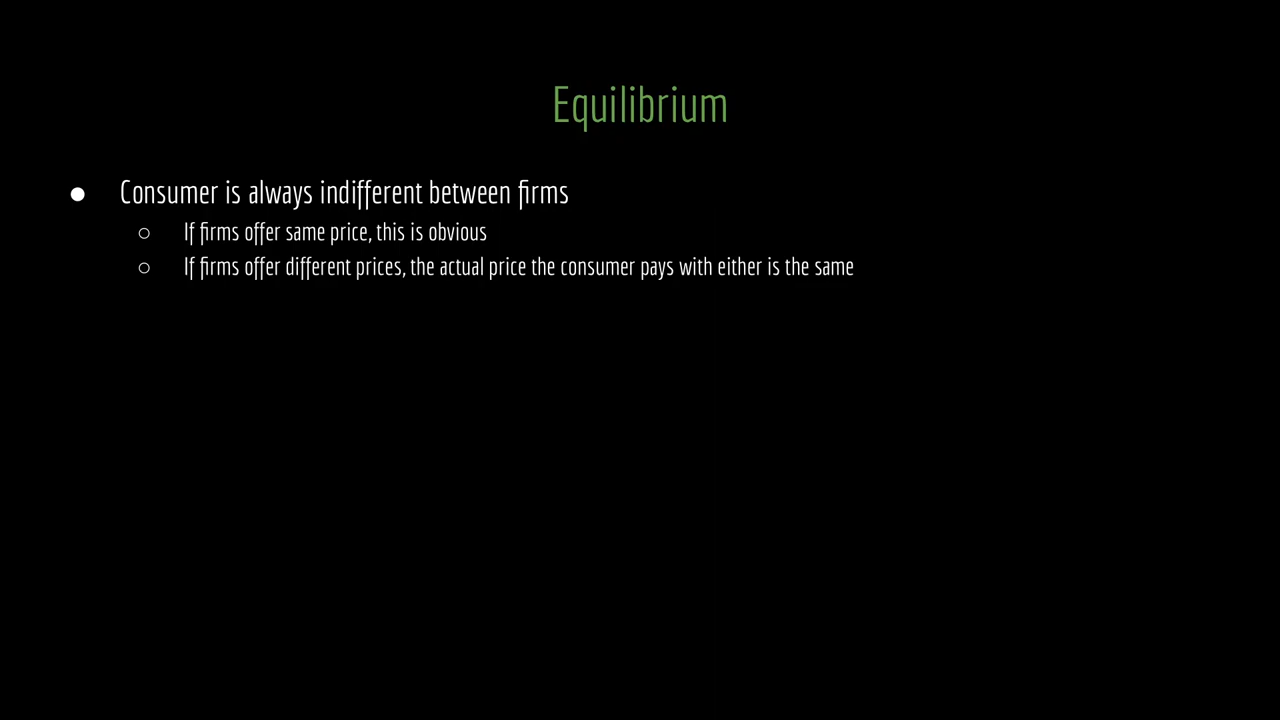 Equilibrium
● Consumer is always indifferent between firms
○ If firms offer same price, this is obvious
○ If firms offer different prices, the actual price the consumer pays with either is the same